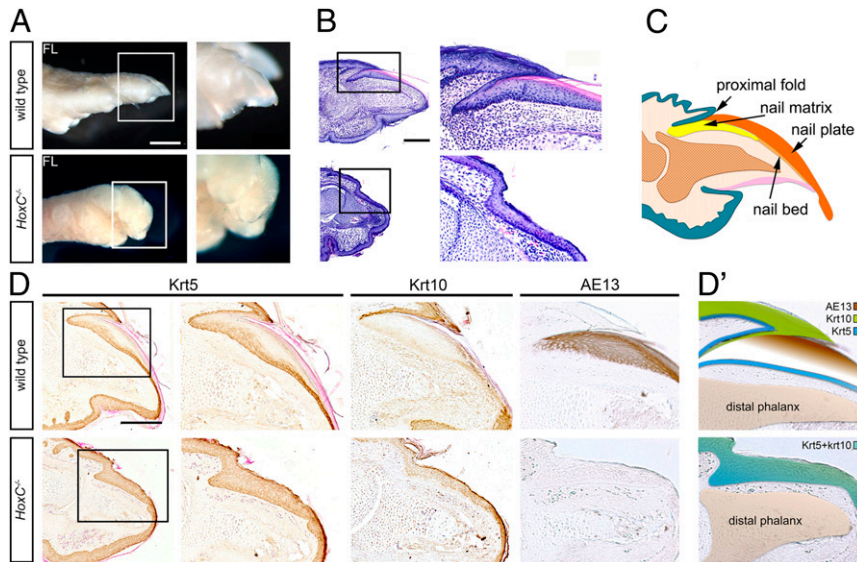 A
B
C
wild type
FL
HoxC-/-
FL
proximal fold
nail matrix
nail plate
nail bed
D
Krt5
Krt10
AE13
D'
wild type
AE13
Krt10
Krt5
distal phalanx
HoxC-/-
Krt5+krt10
distal phalanx